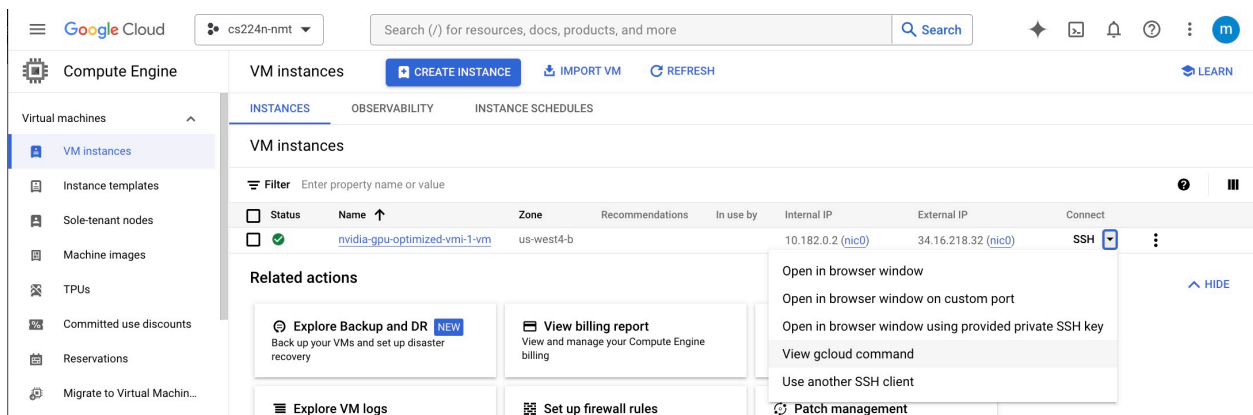 Google Cloud
cs224n-nmt
Search (/) for resources, docs, products, and more
Search
m
Compute Engine
VM instances
CREATE INSTANCE
IMPORT VM
REFRESH
LEARN
Virtual machines
VM instances
Instance templates
Sole-tenant nodes
Machine images
TPUs
Committed use discounts
Reservations
Migrate to Virtual Machin...
INSTANCES
OBSERVABILITY
INSTANCE SCHEDULES
VM instances
Filter Enter property name or value
Status Name Zone Recommendations In use by Internal IP External IP Connect
nvidia-gpu-optimized-vmi-1-vm us-west4-b 10.182.0.2 (nic0) 34.16.218.32 (nic0) SSH
Open in browser window
Open in browser window on custom port
Open in browser window using provided private SSH key
View gcloud command
Use another SSH client
Related actions
HIDE
Explore Backup and DR NEW
Back up your VMs and set up disaster
recovery
View billing report
View and manage your Compute Engine
billing
Explore VM logs
Set up firewall rules
Patch management